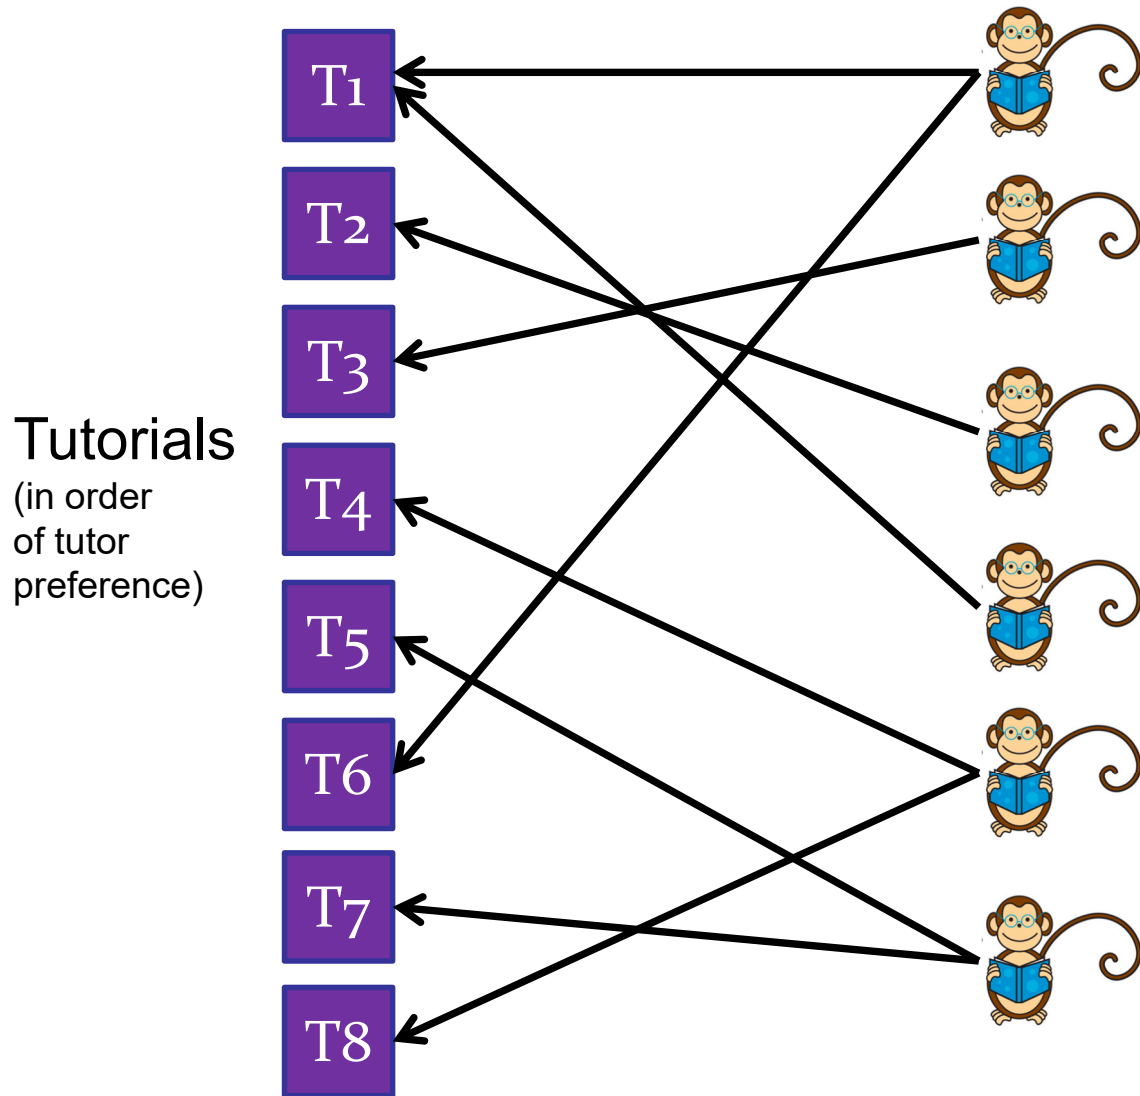 T1
T2
T3
Tutorials
(in order
of tutor
preference)
T4
T5
T6
T7
T8